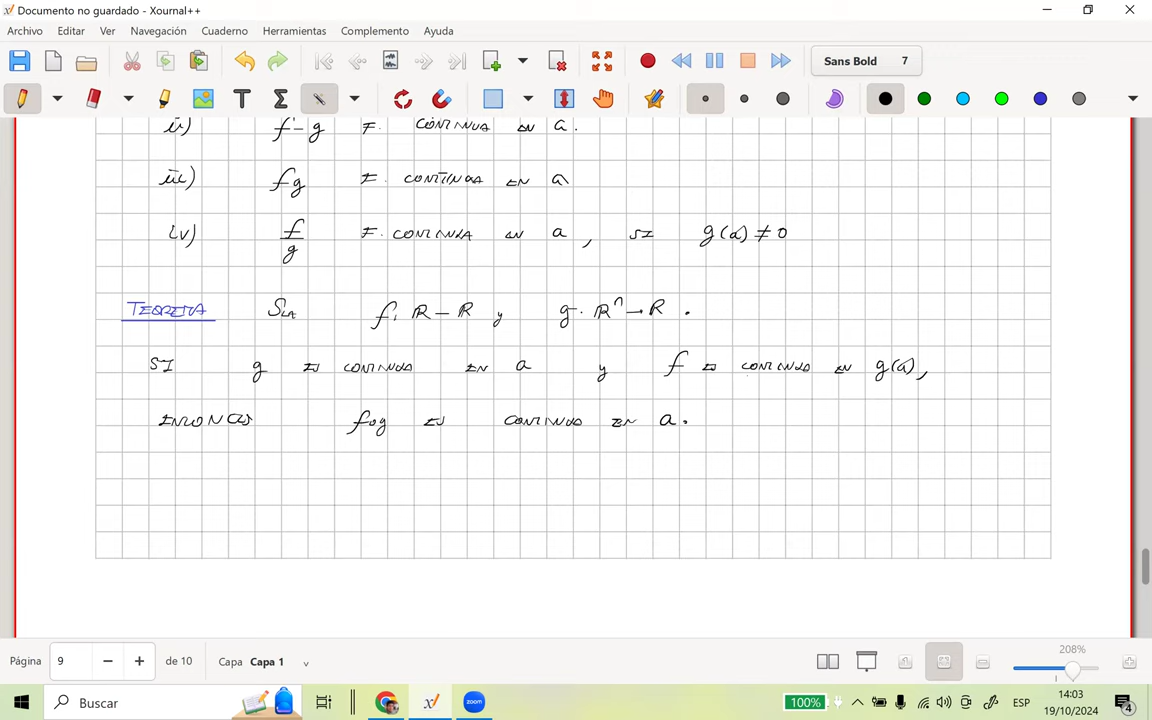 Documento no guardado - Xournal++
Archivo Editar Ver Navegación Cuaderno Herramientas Complemento Ayuda
Sans Bold 7
ii) f-g ES CONTINUA EN a.
iii) fg ES CONTINUA EN a
iv) f/g ES CONTINUA EN a, SI g(a) ≠ 0
TEOREMA SEA f: R → R y g: Rⁿ → R.
SI g ES CONTINUA EN a y f ES CONTINUA EN g(a),
ENTONCES f∘g ES CONTINUA EN a.
Página 9 de 10 Capa Capa 1 208%
Buscar zoom 100% ESP 14:03
19/10/2024 4